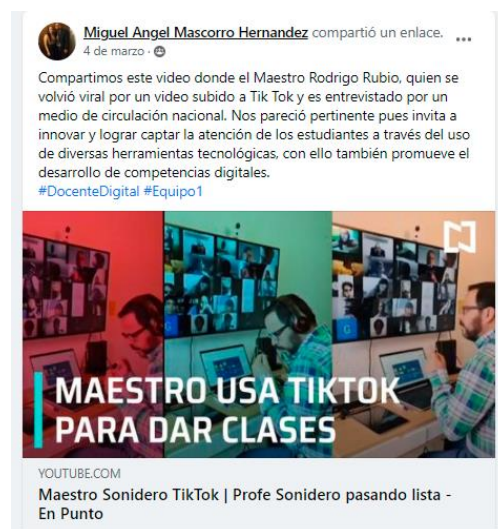 Miguel Angel Mascorro Hernandez compartió un enlace.
4 de marzo ·
Compartimos este video donde el Maestro Rodrigo Rubio, quien se
volvió viral por un video subido a Tik Tok y es entrevistado por un
medio de circulación nacional. Nos pareció pertinente pues invita a
innovar y lograr captar la atención de los estudiantes a través del uso
de diversas herramientas tecnológicas, con ello también promueve el
desarrollo de competencias digitales.
#DocenteDigital #Equipo1
MAESTRO USA TIKTOK
PARA DAR CLASES
YOUTUBE.COM
Maestro Sonidero TikTok | Profe Sonidero pasando lista -
En Punto